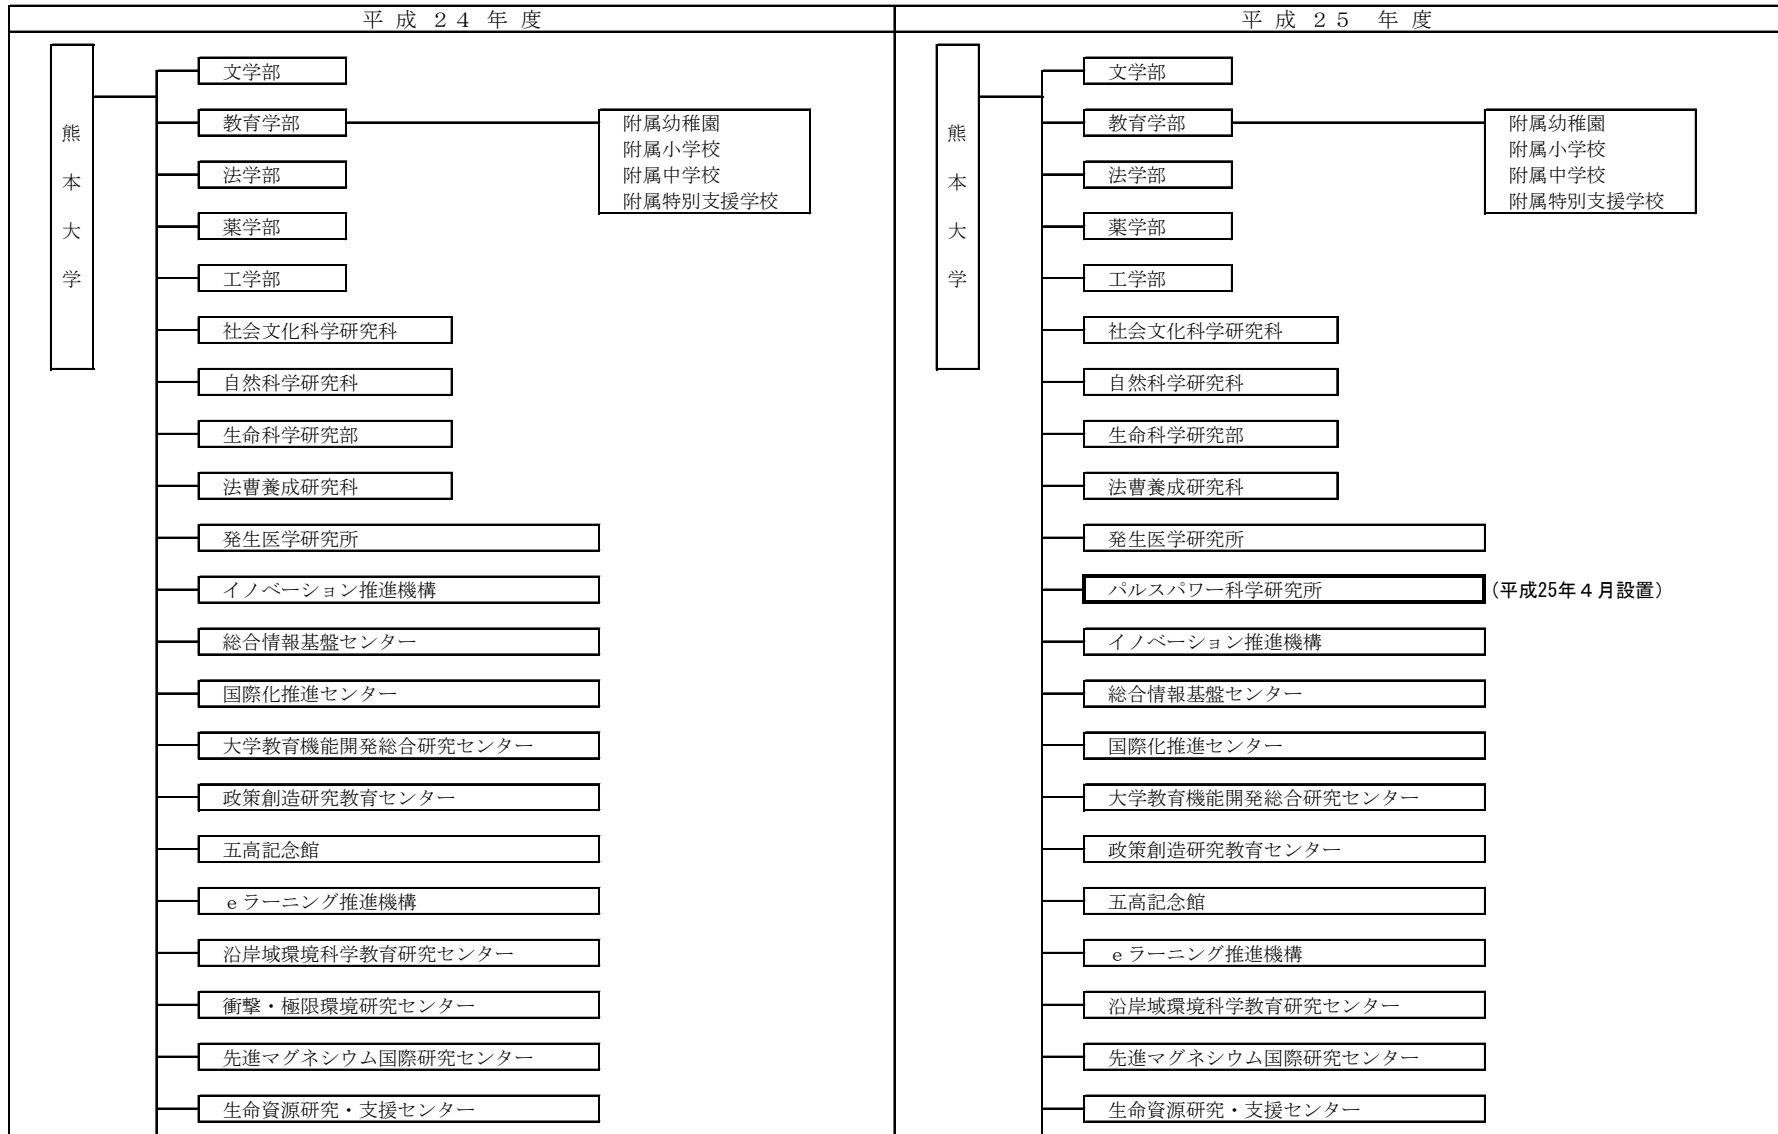 平成２４年度
熊本大学
文学部
教育学部
附属幼稚園
附属小学校
附属中学校
附属特別支援学校
法学部
薬学部
工学部
社会文化科学研究科
自然科学研究科
生命科学研究部
法曹養成研究科
発生医学研究所
イノベーション推進機構
総合情報基盤センター
国際化推進センター
大学教育機能開発総合研究センター
政策創造研究教育センター
五高記念館
ｅラーニング推進機構
沿岸域環境科学教育研究センター
衝撃・極限環境研究センター
先進マグネシウム国際研究センター
生命資源研究・支援センター
平成２５年度
熊本大学
文学部
教育学部
附属幼稚園
附属小学校
附属中学校
附属特別支援学校
法学部
薬学部
工学部
社会文化科学研究科
自然科学研究科
生命科学研究部
法曹養成研究科
発生医学研究所
パルスパワー科学研究所 (平成25年４月設置)
イノベーション推進機構
総合情報基盤センター
国際化推進センター
大学教育機能開発総合研究センター
政策創造研究教育センター
五高記念館
ｅラーニング推進機構
沿岸域環境科学教育研究センター
先進マグネシウム国際研究センター
生命資源研究・支援センター